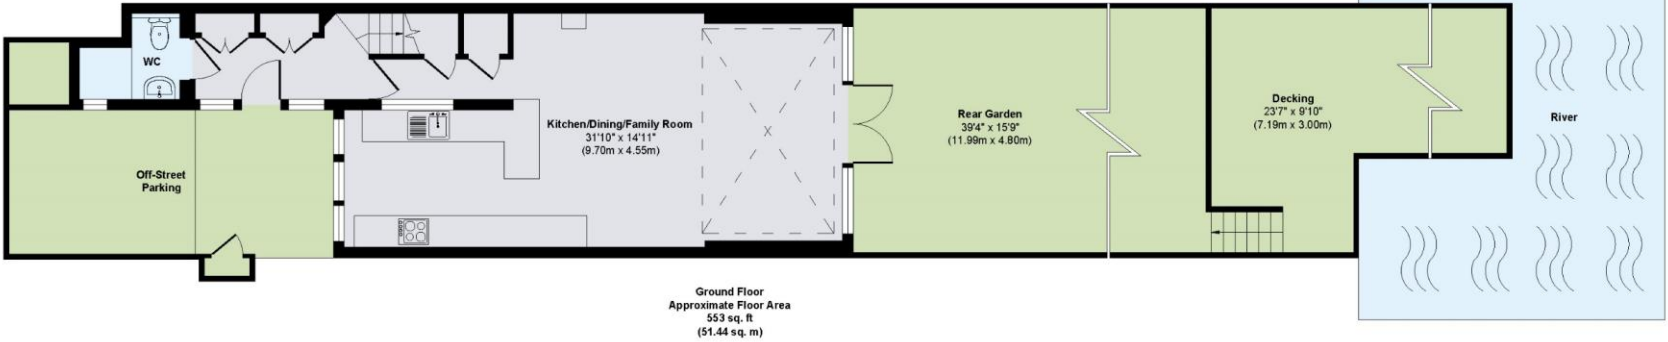 WC
Off-Street
Parking
Kitchen/Dining/Family Room
31'10" x 14'11"
(9.70m x 4.55m)
Rear Garden
39'4" x 15'9"
(11.99m x 4.80m)
Decking
23'7" x 9'10"
(7.19m x 3.00m)
River
Ground Floor
Approximate Floor Area
553 sq. ft
(51.44 sq. m)